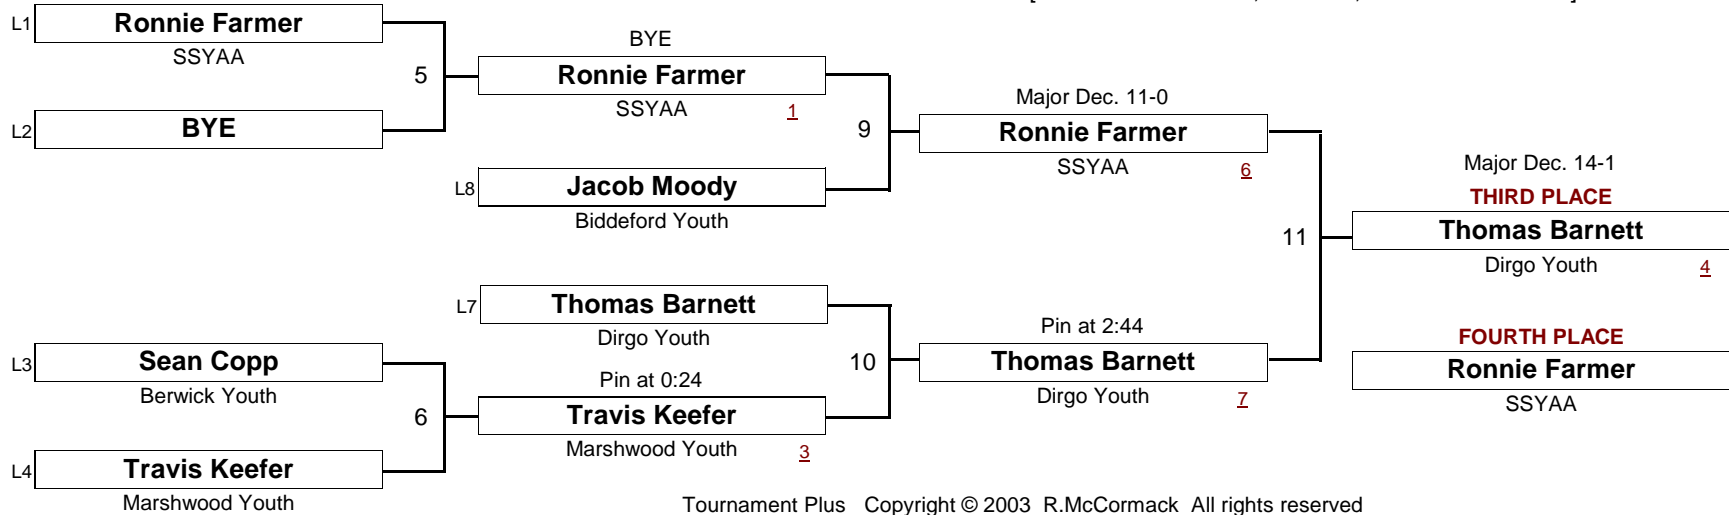 L1 Ronnie Farmer
SSYAA
5
L2 BYE
BYE
Ronnie Farmer
SSYAA 1
9
L8 Jacob Moody
Biddeford Youth
Major Dec. 11-0
Ronnie Farmer
SSYAA 6
11
Major Dec. 14-1
THIRD PLACE
Thomas Barnett
Dirgo Youth 4
L7 Thomas Barnett
Dirgo Youth
10
L3 Sean Copp
Berwick Youth
6
L4 Travis Keefer
Marshwood Youth
Pin at 0:24
Travis Keefer
Marshwood Youth 3
Pin at 2:44
Thomas Barnett
Dirgo Youth 7
FOURTH PLACE
Ronnie Farmer
SSYAA
Tournament Plus Copyright © 2003 R.McCormack All rights reserved